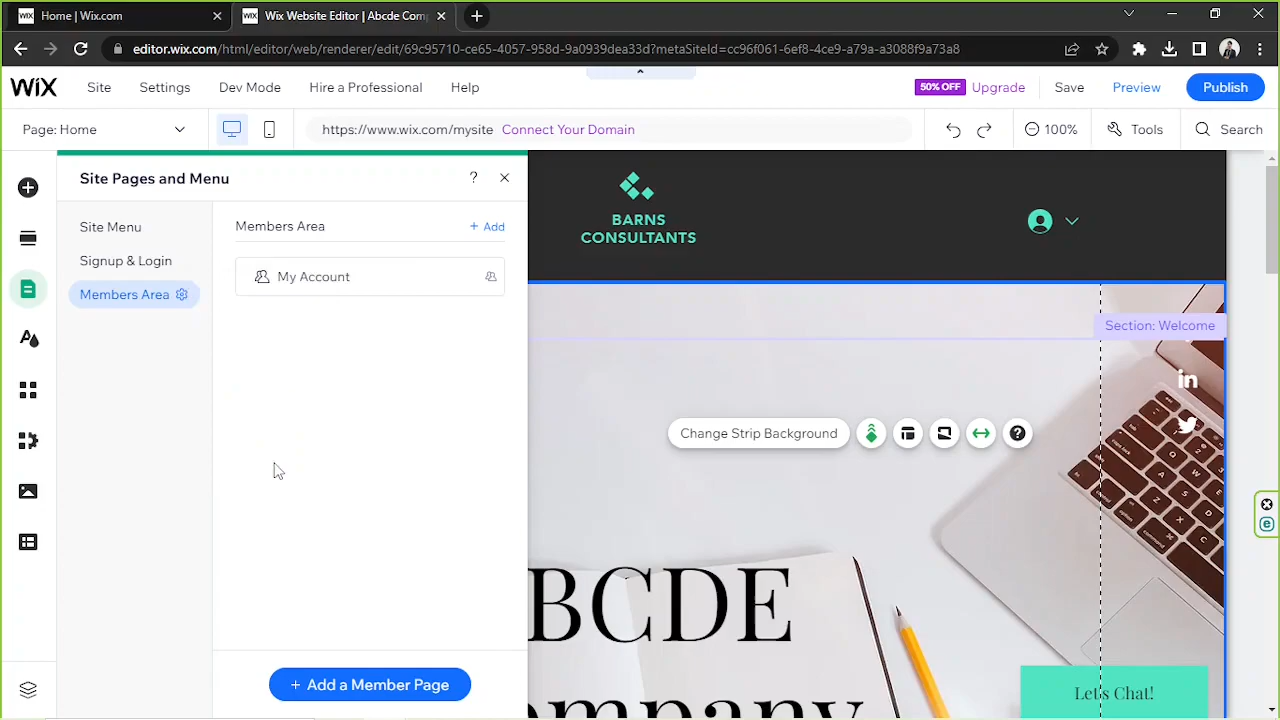 Home | Wix.com
Wix Website Editor | Abcde Com
editor.wix.com/html/editor/web/renderer/edit/69c95710-ce65-4057-958d-9a0939dea33d?metaSiteId=cc96f061-6ef8-4ce9-a79a-a3088f9a73a8
WiX
Site
Settings
Dev Mode
Hire a Professional
Help
50% OFF
Upgrade
Save
Preview
Publish
Page: Home
https://www.wix.com/mysite
Connect Your Domain
100%
Tools
Search
Site Pages and Menu
?
Site Menu
Signup & Login
Members Area
Members Area
+ Add
My Account
+ Add a Member Page
BARNS
CONSULTANTS
Section: Welcome
in
Change Strip Background
?
BCDE
ompany
Let's Chat!